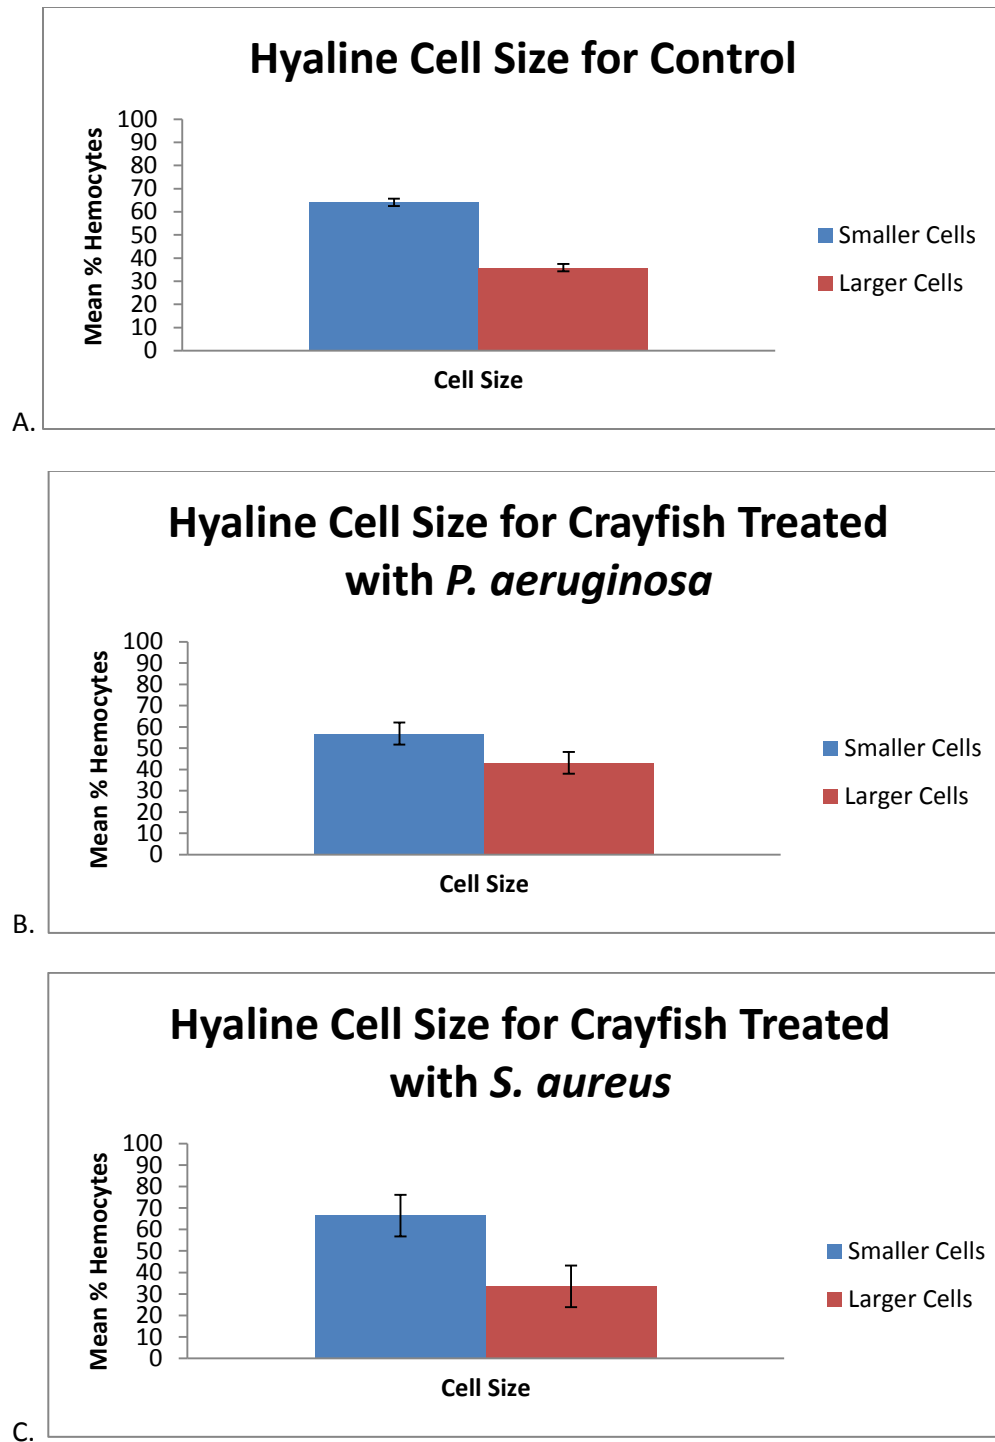 Hyaline Cell Size for Control
100
90
80
70
60
50
40
30
20
10
0
Mean % Hemocytes
Cell Size
Smaller Cells
Larger Cells
A.
Hyaline Cell Size for Crayfish Treated
with P. aeruginosa
100
90
80
70
60
50
40
30
20
10
0
Mean % Hemocytes
Cell Size
Smaller Cells
Larger Cells
B.
Hyaline Cell Size for Crayfish Treated
with S. aureus
100
90
80
70
60
50
40
30
20
10
0
Mean % Hemocytes
Cell Size
Smaller Cells
Larger Cells
C.